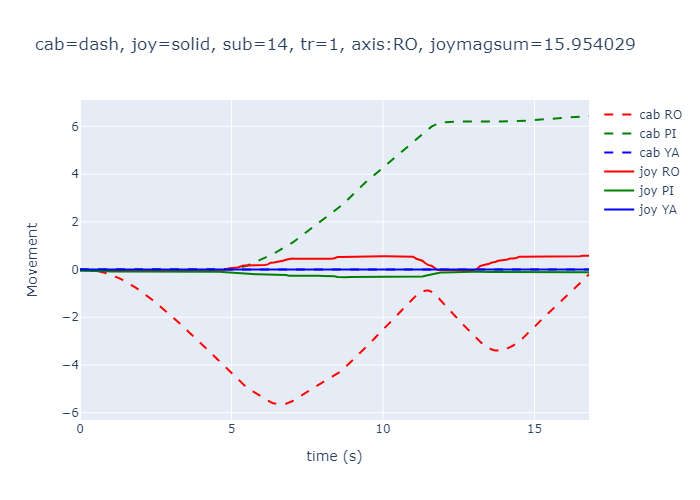 cab=dash, joy=solid, sub=14, tr=1, axis:RO, joymagsum=15.954029
cab RO
cab PI
cab YA
joy RO
joy PI
joy YA
Movement
6
4
2
0
−2
−4
−6
0
5
10
15
time (s)